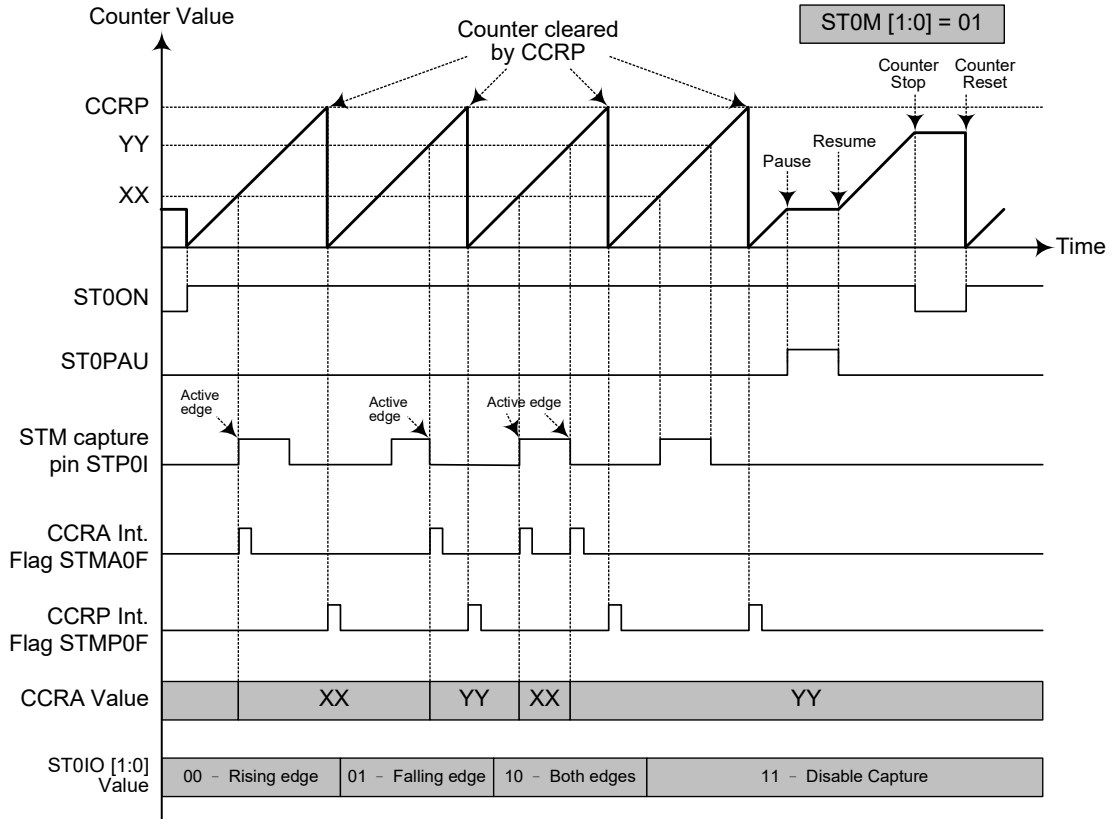 Counter Value
ST0M [1:0] = 01
Counter cleared
by CCRP
Counter
Stop
Counter
Reset
CCRP
YY
Resume
Pause
XX
Time
ST0ON
ST0PAU
Active
edge
Active
edge
Active edge
STM capture
pin STP0I
CCRA Int.
Flag STMA0F
CCRP Int.
Flag STMP0F
CCRA Value
XX
YY
XX
YY
ST0IO [1:0]
Value
00 – Rising edge
01 – Falling edge
10 – Both edges
11 – Disable Capture